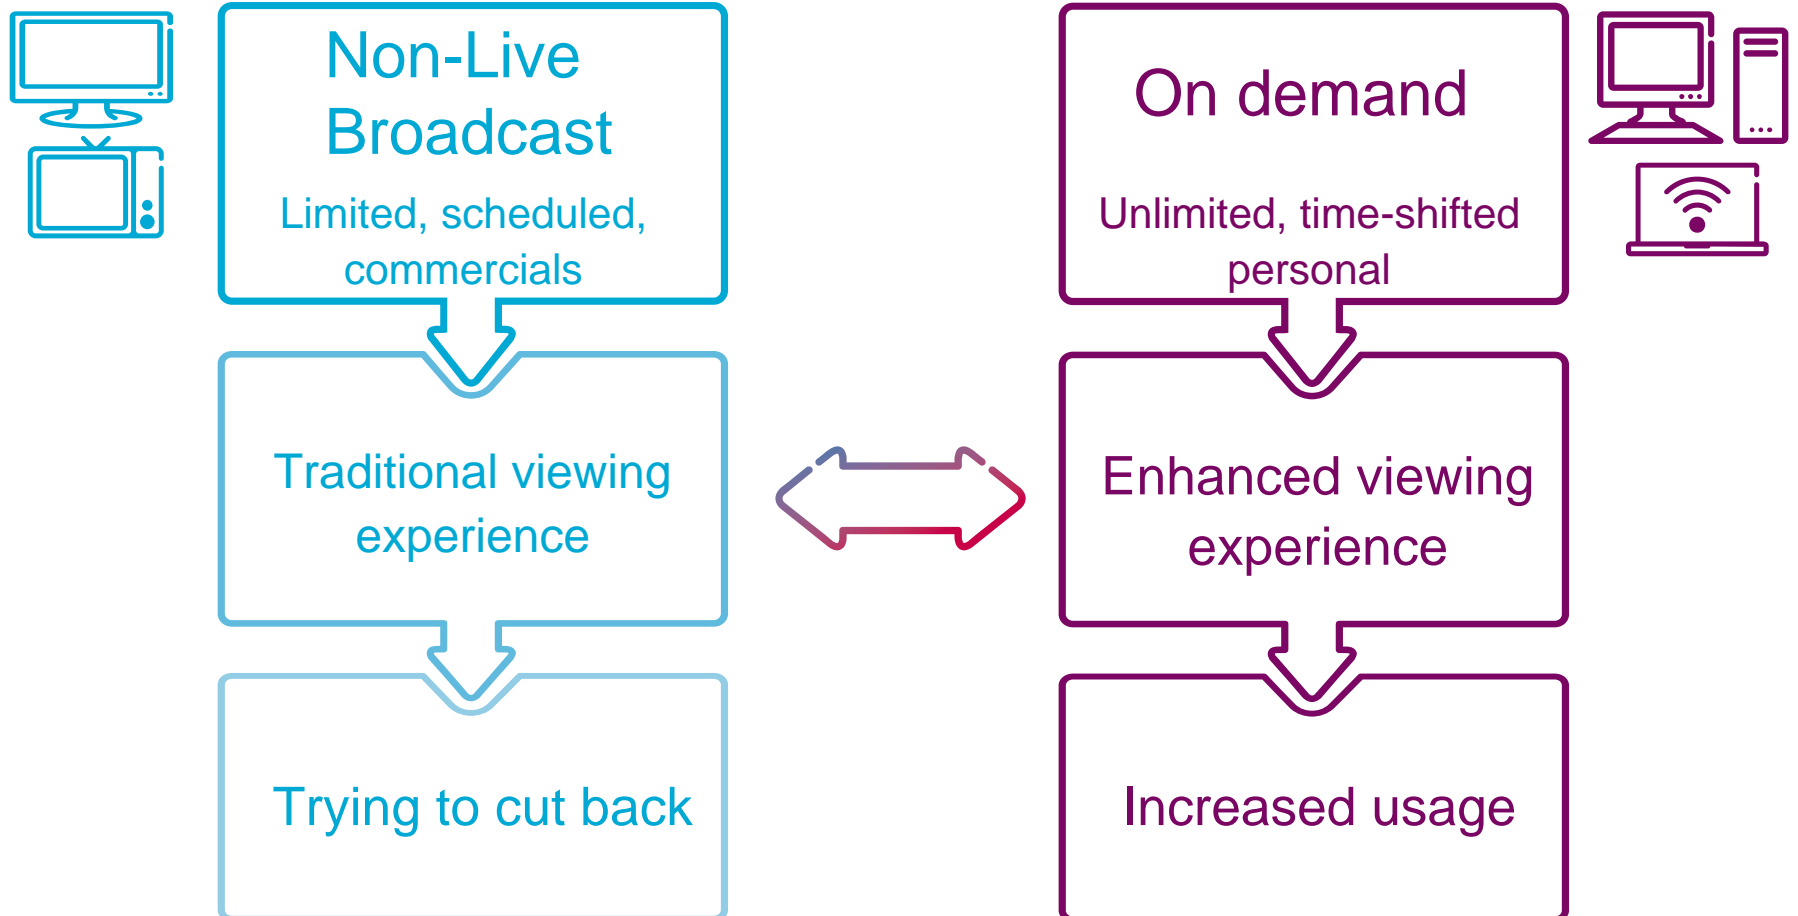 Non-Live
Broadcast
Limited, scheduled,
commercials
Traditional viewing
experience
Trying to cut back
On demand
Unlimited, time-shifted
personal
Enhanced viewing
experience
Increased usage